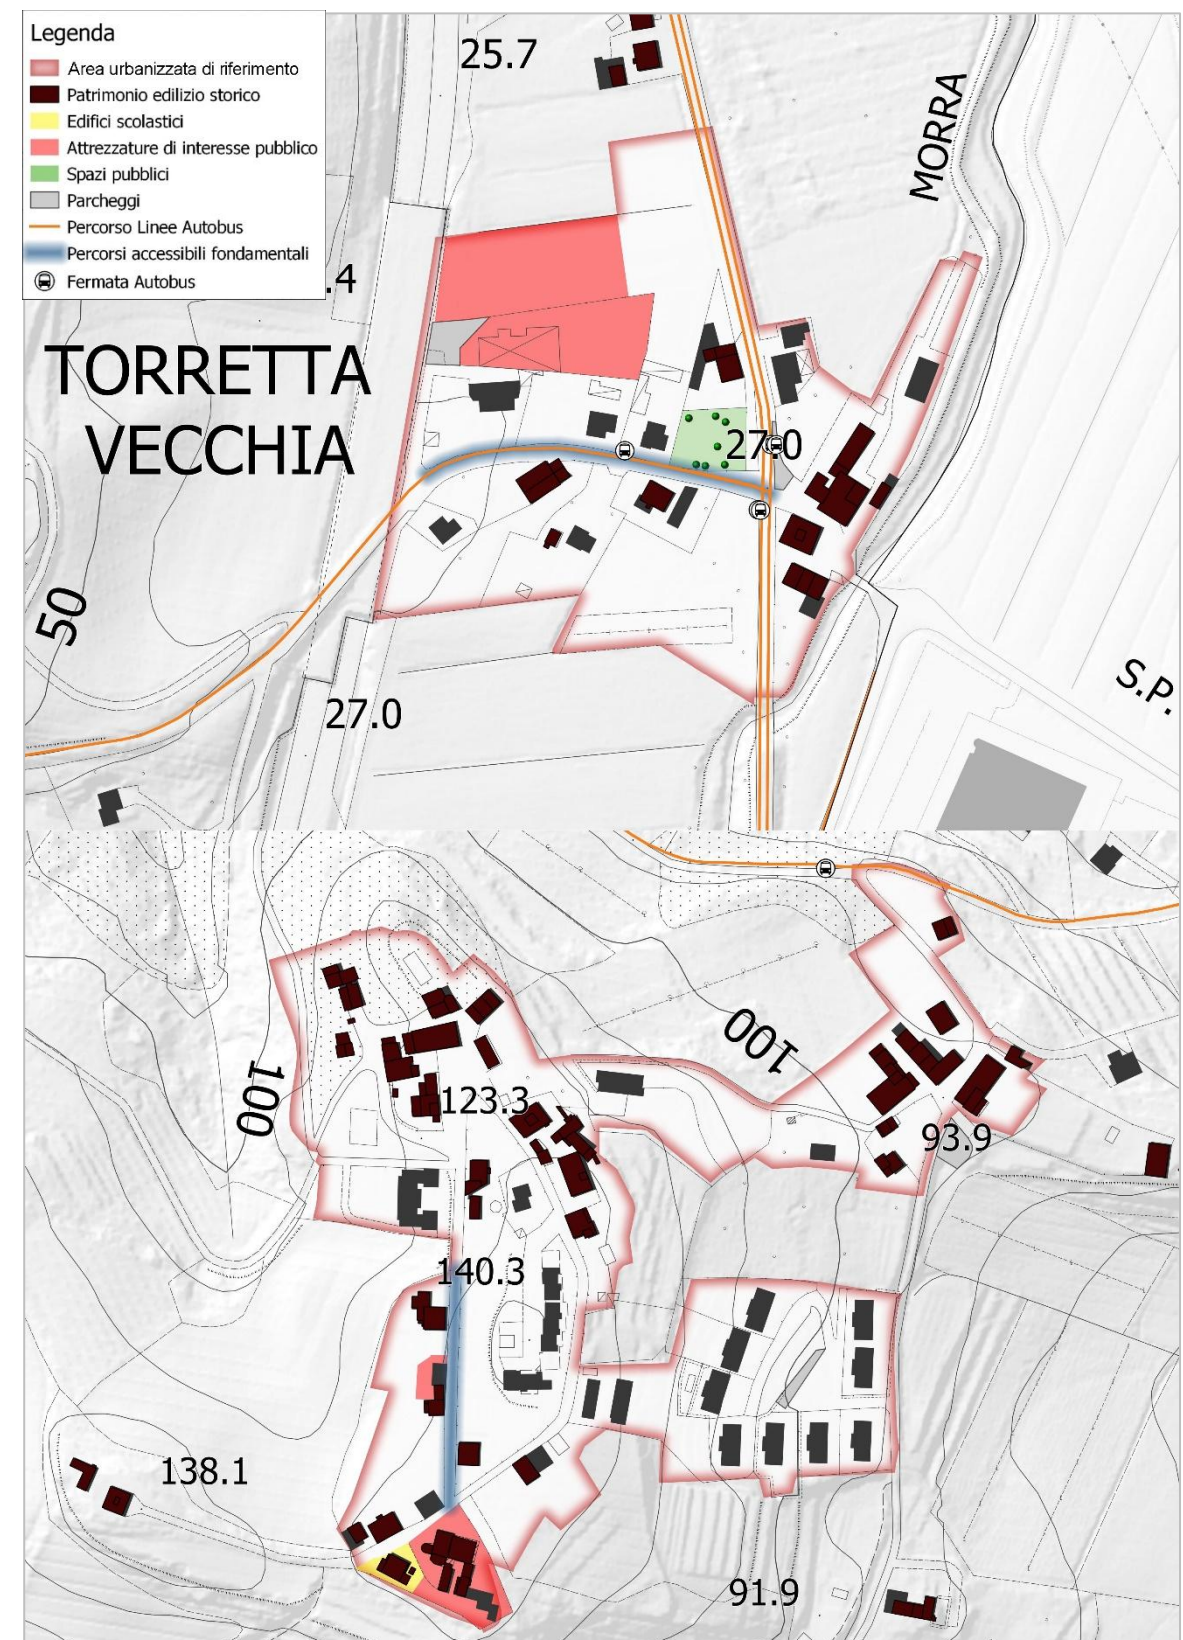 Legenda
Area urbanizzata di riferimento
Patrimonio edilizio storico
Edifici scolastici
Attrezzature di interesse pubblico
Spazi pubblici
Parcheggi
Percorso Linee Autobus
Percorsi accessibili fondamentali
Fermata Autobus
25.7
MORRA
.4
TORRETTA
VECCHIA
27.0
50
27.0
S.P.
100
100
123.3
93.9
140.3
138.1
91.9